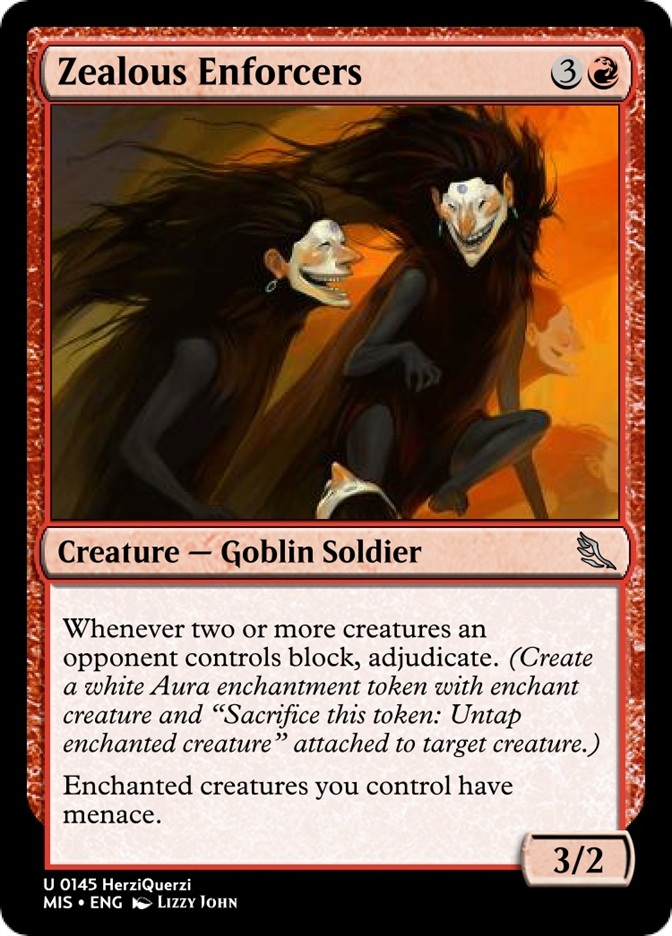 Zealous Enforcers 3
Creature — Goblin Soldier
Whenever two or more creatures an
opponent controls block, adjudicate. (Create
a white Aura enchantment token with enchant
creature and “Sacrifice this token: Untap
enchanted creature” attached to target creature.)
Enchanted creatures you control have
menace.
3/2
U 0145 HerziQuerzi
MIS • ENG Lizzy John